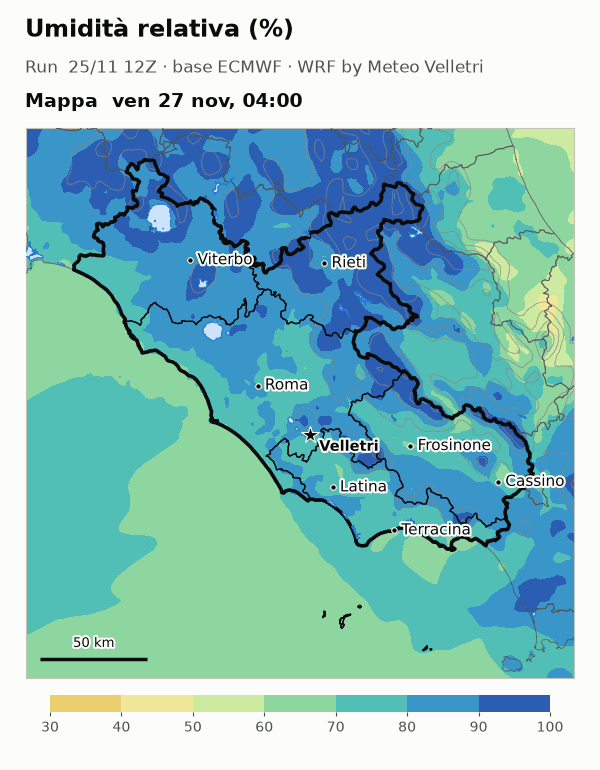 Umidità relativa (%)
Run  25/11 12Z · base ECMWF · WRF by Meteo Velletri
Mappa  ven 27 nov, 04:00
Viterbo
Rieti
Roma
Velletri
Frosinone
Cassino
Latina
Terracina
50 km
30 40 50 60 70 80 90 100